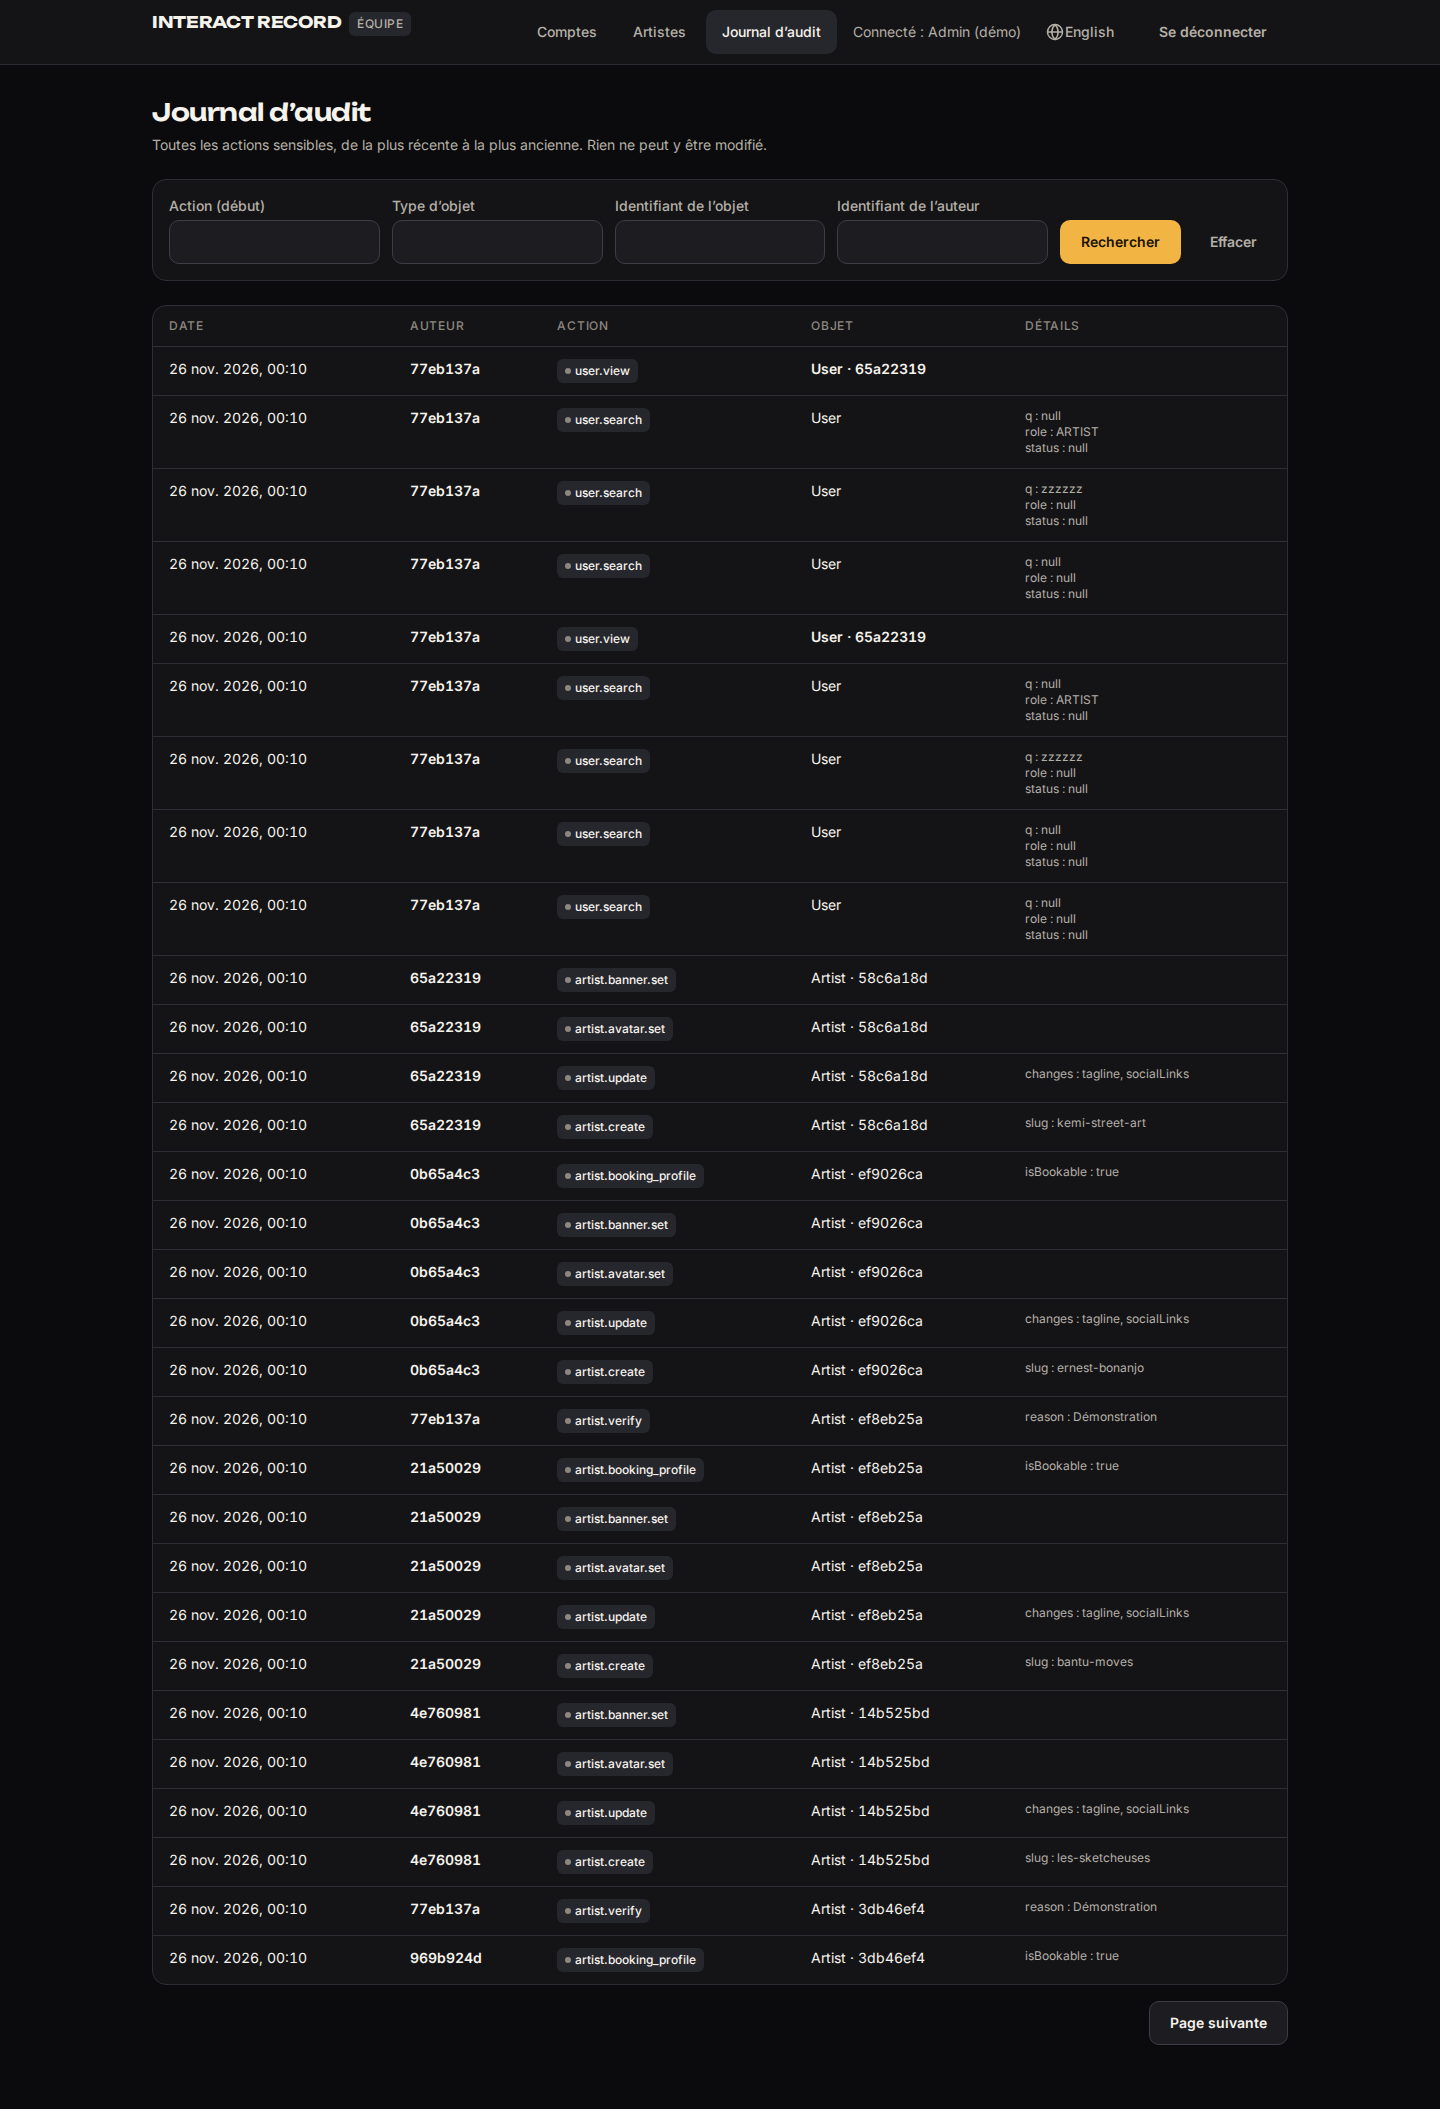 INTERACT RECORD ÉQUIPE
Comptes Artistes Journal d’audit Connecté : Admin (démo) English Se déconnecter
Journal d’audit
Toutes les actions sensibles, de la plus récente à la plus ancienne. Rien ne peut y être modifié.
Action (début) Type d’objet Identifiant de l’objet Identifiant de l’auteur
Rechercher Effacer
DATE AUTEUR ACTION OBJET DÉTAILS
26 nov. 2026, 00:10 77eb137a user.view User · 65a22319
26 nov. 2026, 00:10 77eb137a user.search User q : null
role : ARTIST
status : null
26 nov. 2026, 00:10 77eb137a user.search User q : zzzzzz
role : null
status : null
26 nov. 2026, 00:10 77eb137a user.search User q : null
role : null
status : null
26 nov. 2026, 00:10 77eb137a user.view User · 65a22319
26 nov. 2026, 00:10 77eb137a user.search User q : null
role : ARTIST
status : null
26 nov. 2026, 00:10 77eb137a user.search User q : zzzzzz
role : null
status : null
26 nov. 2026, 00:10 77eb137a user.search User q : null
role : null
status : null
26 nov. 2026, 00:10 77eb137a user.search User q : null
role : null
status : null
26 nov. 2026, 00:10 65a22319 artist.banner.set Artist · 58c6a18d
26 nov. 2026, 00:10 65a22319 artist.avatar.set Artist · 58c6a18d
26 nov. 2026, 00:10 65a22319 artist.update Artist · 58c6a18d changes : tagline, socialLinks
26 nov. 2026, 00:10 65a22319 artist.create Artist · 58c6a18d slug : kemi-street-art
26 nov. 2026, 00:10 0b65a4c3 artist.booking_profile Artist · ef9026ca isBookable : true
26 nov. 2026, 00:10 0b65a4c3 artist.banner.set Artist · ef9026ca
26 nov. 2026, 00:10 0b65a4c3 artist.avatar.set Artist · ef9026ca
26 nov. 2026, 00:10 0b65a4c3 artist.update Artist · ef9026ca changes : tagline, socialLinks
26 nov. 2026, 00:10 0b65a4c3 artist.create Artist · ef9026ca slug : ernest-bonanjo
26 nov. 2026, 00:10 77eb137a artist.verify Artist · ef8eb25a reason : Démonstration
26 nov. 2026, 00:10 21a50029 artist.booking_profile Artist · ef8eb25a isBookable : true
26 nov. 2026, 00:10 21a50029 artist.banner.set Artist · ef8eb25a
26 nov. 2026, 00:10 21a50029 artist.avatar.set Artist · ef8eb25a
26 nov. 2026, 00:10 21a50029 artist.update Artist · ef8eb25a changes : tagline, socialLinks
26 nov. 2026, 00:10 21a50029 artist.create Artist · ef8eb25a slug : bantu-moves
26 nov. 2026, 00:10 4e760981 artist.banner.set Artist · 14b525bd
26 nov. 2026, 00:10 4e760981 artist.avatar.set Artist · 14b525bd
26 nov. 2026, 00:10 4e760981 artist.update Artist · 14b525bd changes : tagline, socialLinks
26 nov. 2026, 00:10 4e760981 artist.create Artist · 14b525bd slug : les-sketcheuses
26 nov. 2026, 00:10 77eb137a artist.verify Artist · 3db46ef4 reason : Démonstration
26 nov. 2026, 00:10 969b924d artist.booking_profile Artist · 3db46ef4 isBookable : true
Page suivante